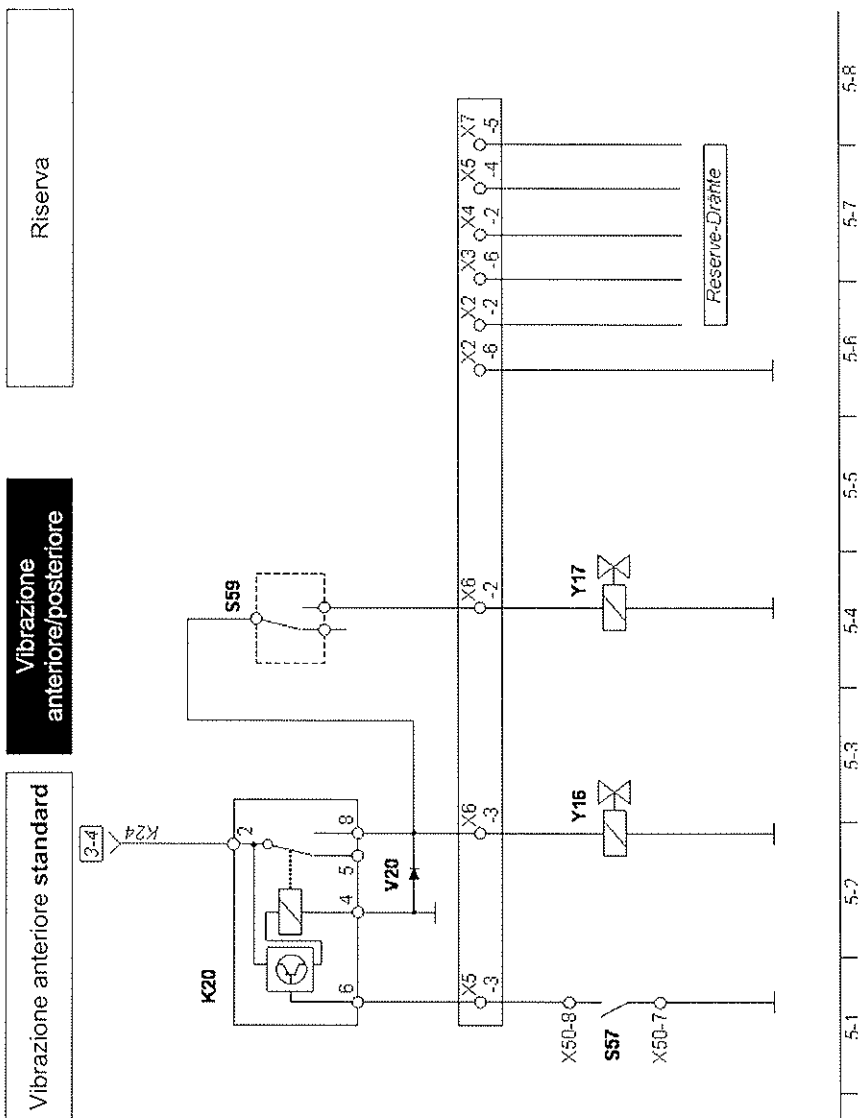 Vibrazione anteriore standard
Vibrazione
anteriore/posteriore
Riserva
3-4
K24
K20
2
6
4
5
8
V20
S59
X5
-3
X6
-3
X6
-2
X2
-6
X2
-2
X3
-6
X4
-2
X5
-4
X7
-5
X50-8
S57
X50-7
Y16
Y17
Reserve-Drähte
5-1
5-2
5-3
5-4
5-5
5-6
5-7
5-8